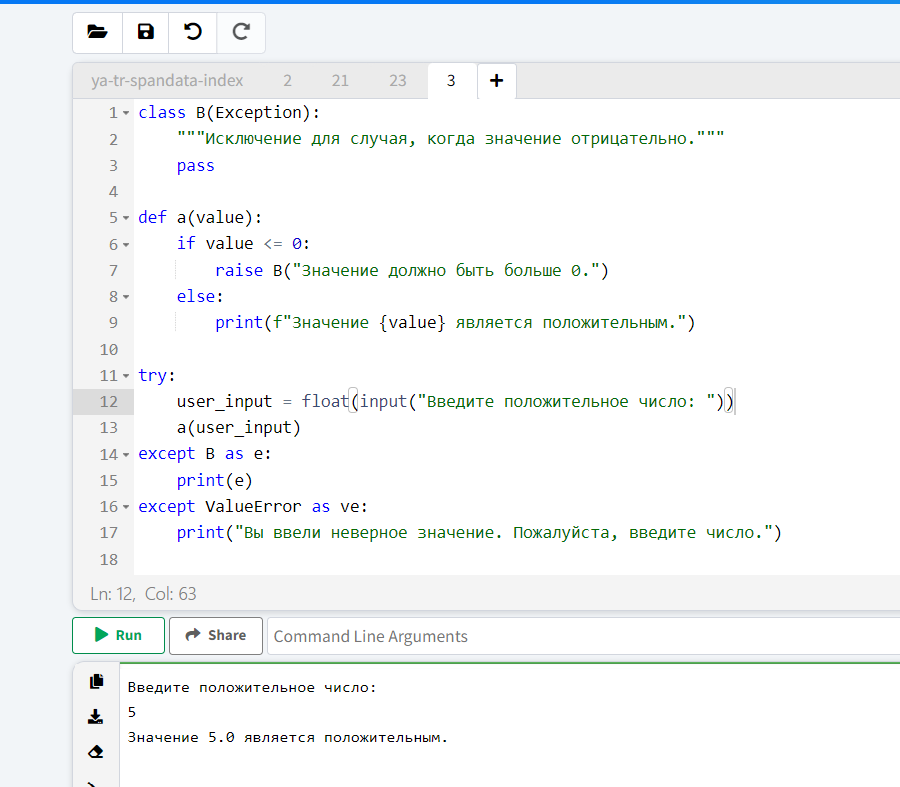 ya-tr-spandata-index 2 21 23 3 +
1 class B(Exception):
2 """Исключение для случая, когда значение отрицательно."""
3 pass
4
5 def a(value):
6 if value <= 0:
7 raise B("Значение должно быть больше 0.")
8 else:
9 print(f"Значение {value} является положительным.")
10
11 try:
12 user_input = float(input("Введите положительное число: "))
13 a(user_input)
14 except B as e:
15 print(e)
16 except ValueError as ve:
17 print("Вы ввели неверное значение. Пожалуйста, введите число.")
18
Ln: 12, Col: 63
Run Share Command Line Arguments
Введите положительное число:
5
Значение 5.0 является положительным.